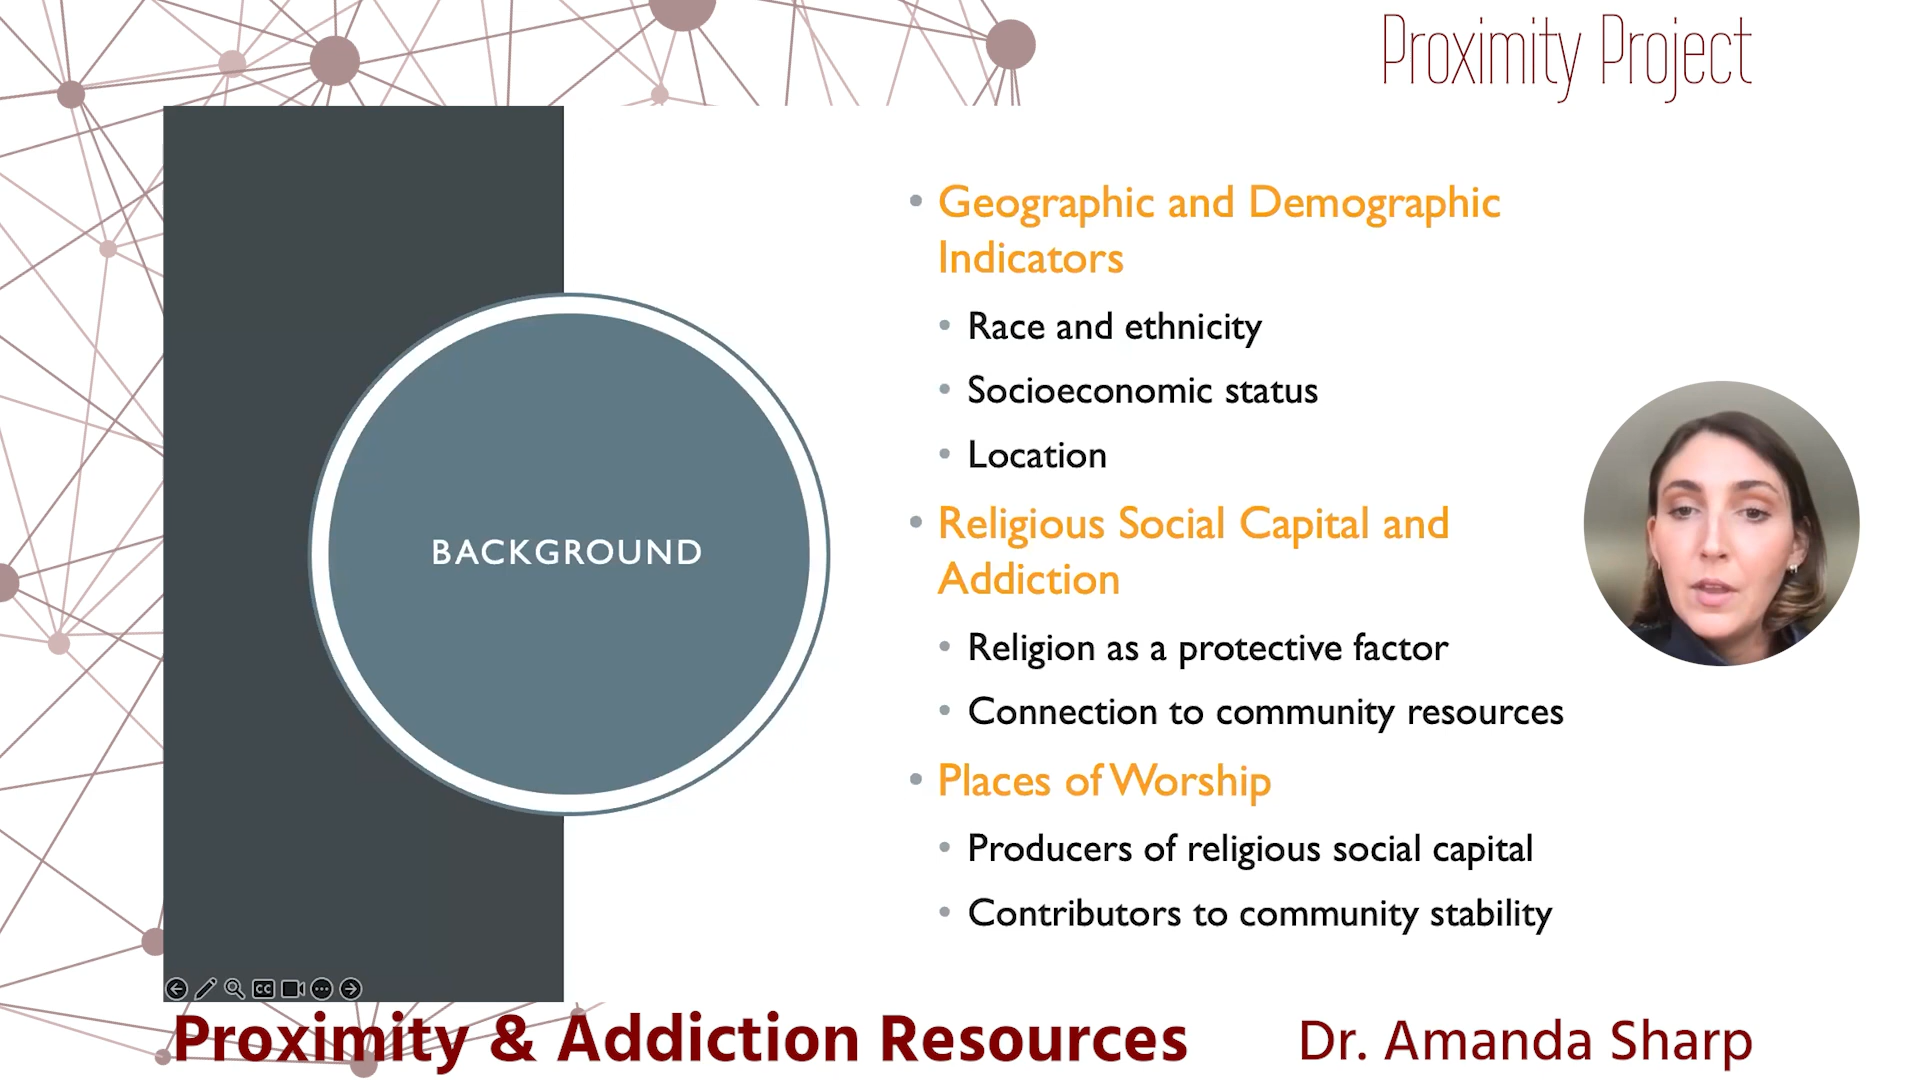 Proximity Project
BACKGROUND
• Geographic and Demographic
Indicators
• Race and ethnicity
• Socioeconomic status
• Location
• Religious Social Capital and
Addiction
• Religion as a protective factor
• Connection to community resources
• Places of Worship
• Producers of religious social capital
• Contributors to community stability
CC
Proximity & Addiction Resources
Dr. Amanda Sharp